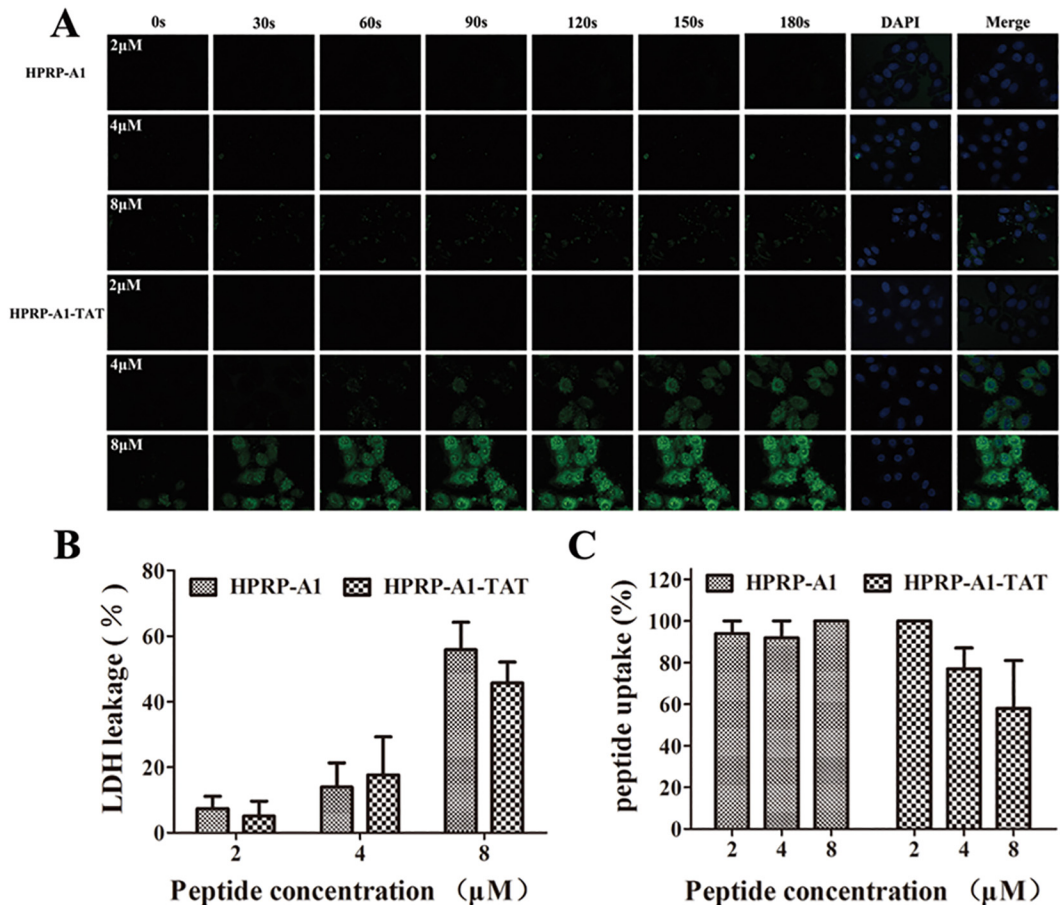 A
0s 30s 60s 90s 120s 150s 180s DAPI Merge
2μM
HPRP-A1
4μM
8μM
2μM
HPRP-A1-TAT
4μM
8μM
B
HPRP-A1 HPRP-A1-TAT
LDH leakage ( % )
80
60
40
20
0
2 4 8
Peptide concentration (μM)
C
HPRP-A1 HPRP-A1-TAT
peptide uptake (%)
120
100
80
60
40
20
0
2 4 8 2 4 8
Peptide concentration (μM)